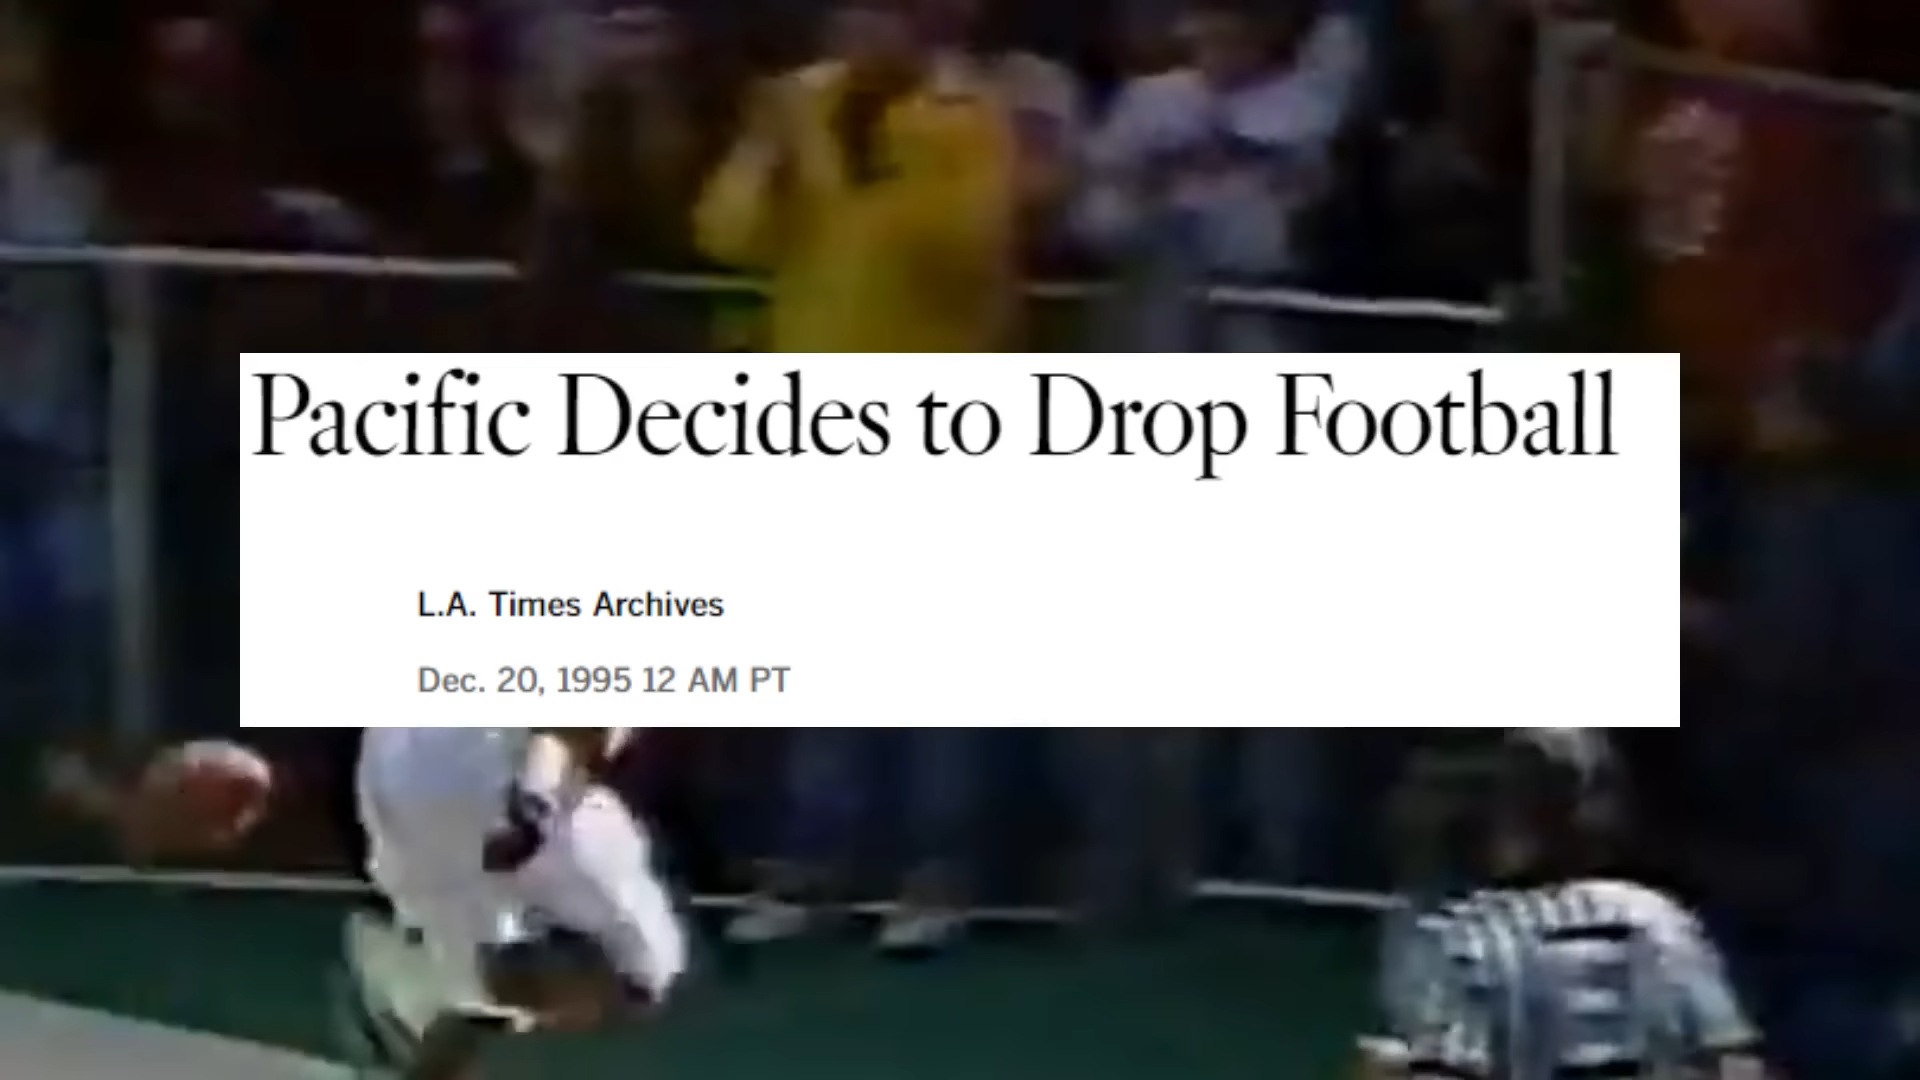 Pacific Decides to Drop Football
L.A. Times Archives
Dec. 20, 1995 12 AM PT